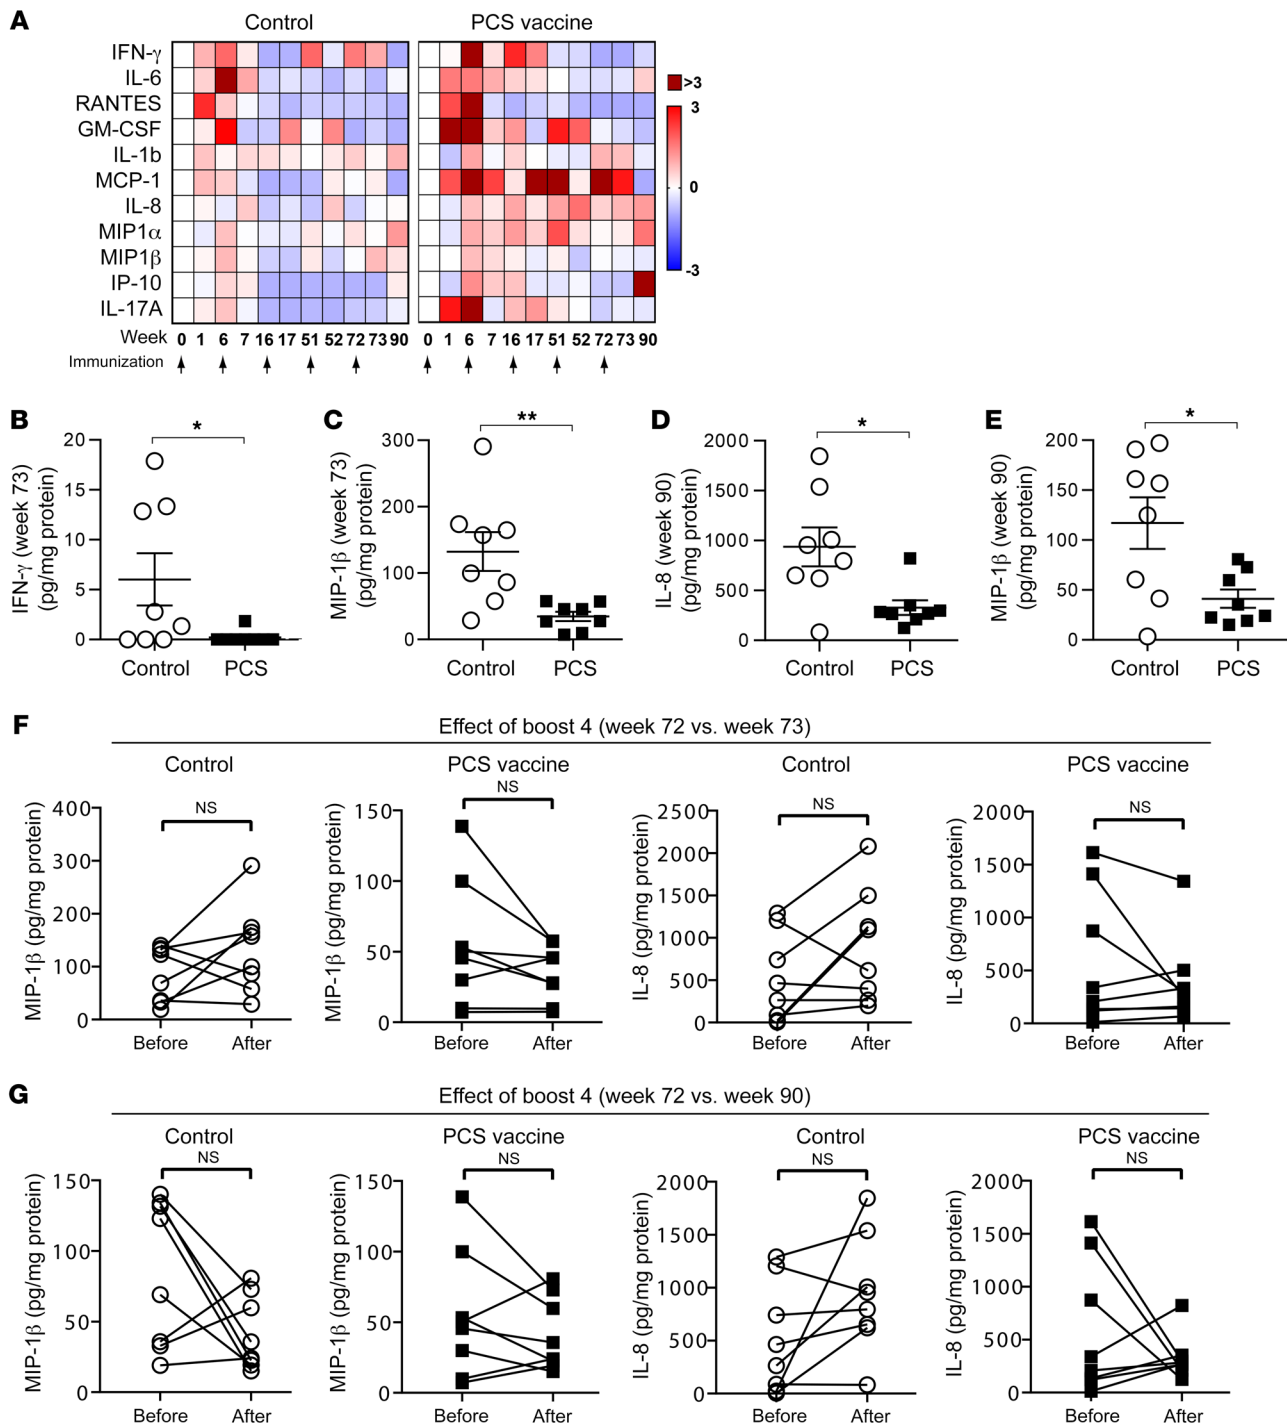 A
Control
PCS vaccine
IFN-γ
IL-6
RANTES
GM-CSF
IL-1b
MCP-1
IL-8
MIP1α
MIP1β
IP-10
IL-17A
>3
3
0
-3
Week 0 1 6 7 16 17 51 52 72 73 90 0 1 6 7 16 17 51 52 72 73 90
Immunization
B
IFN-γ (week 73)
(pg/mg protein)
20
15
10
5
0
*
Control PCS
C
MIP-1β (week 73)
(pg/mg protein)
300
200
100
0
**
Control PCS
D
IL-8 (week 90)
(pg/mg protein)
2000
1500
1000
500
0
*
Control PCS
E
MIP-1β (week 90)
(pg/mg protein)
200
150
100
50
0
*
Control PCS
F
Effect of boost 4 (week 72 vs. week 73)
Control
NS
MIP-1β (pg/mg protein)
400
300
200
100
0
Before After
PCS vaccine
NS
MIP-1β (pg/mg protein)
150
100
50
0
Before After
Control
NS
IL-8 (pg/mg protein)
2500
2000
1500
1000
500
0
Before After
PCS vaccine
NS
IL-8 (pg/mg protein)
2000
1500
1000
500
0
Before After
G
Effect of boost 4 (week 72 vs. week 90)
Control
NS
MIP-1β (pg/mg protein)
150
100
50
0
Before After
PCS vaccine
NS
MIP-1β (pg/mg protein)
150
100
50
0
Before After
Control
NS
IL-8 (pg/mg protein)
2000
1500
1000
500
0
Before After
PCS vaccine
NS
IL-8 (pg/mg protein)
2000
1500
1000
500
0
Before After